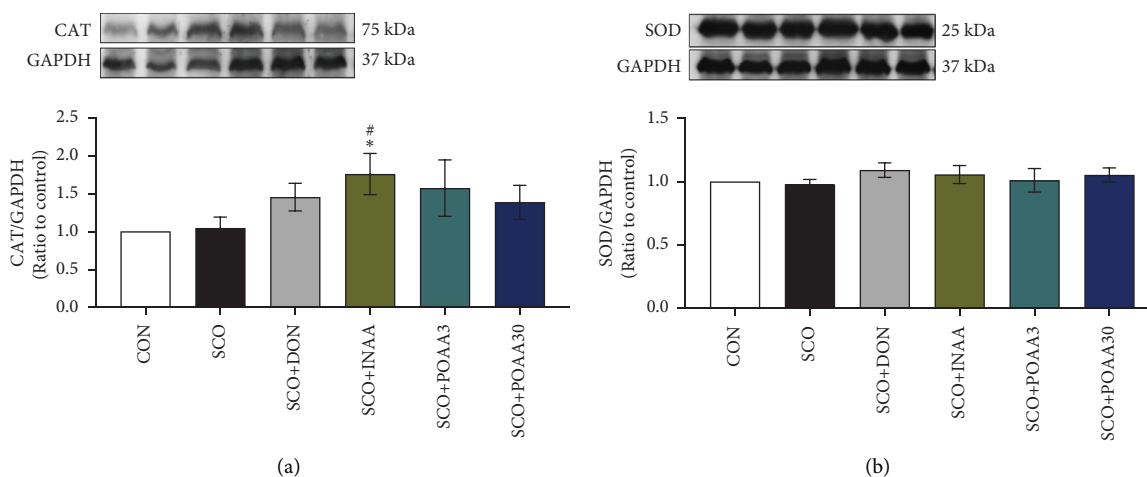 CAT
75 kDa
GAPDH
37 kDa
CAT/GAPDH
(Ratio to control)
2.5
2.0
1.5
1.0
0.5
0.0
#
*
CON
SCO
SCO+DON
SCO+INAA
SCO+POAA3
SCO+POAA30
(a)
SOD
25 kDa
GAPDH
37 kDa
SOD/GAPDH
(Ratio to control)
1.5
1.0
0.5
0.0
CON
SCO
SCO+DON
SCO+INAA
SCO+POAA3
SCO+POAA30
(b)